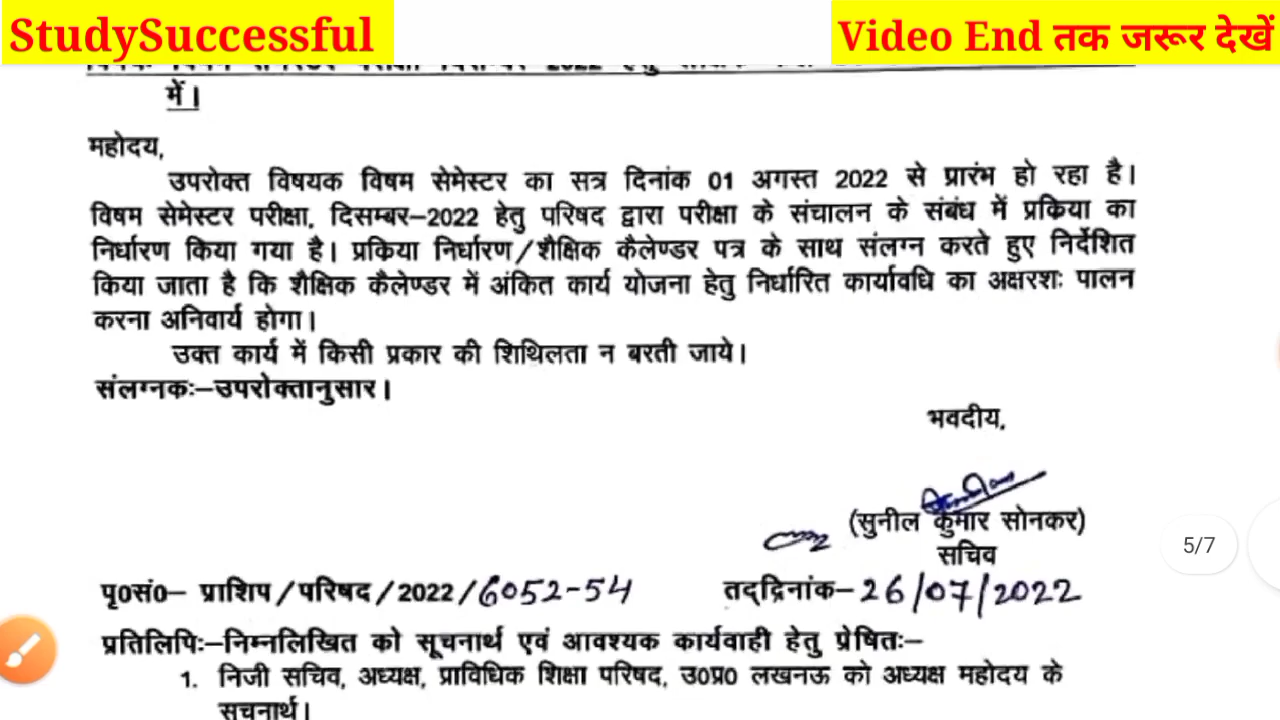 StudySuccessful
Video End तक जरूर देखें
2022 हेतु
में।
महोदय,
उपरोक्त विषयक विषम सेमेस्टर का सत्र दिनांक 01 अगस्त 2022 से प्रारंभ हो रहा है।
विषम सेमेस्टर परीक्षा, दिसम्बर–2022 हेतु परिषद द्वारा परीक्षा के संचालन के संबंध में प्रकिया का
निर्धारण किया गया है। प्रकिया निर्धारण/शैक्षिक कैलेण्डर पत्र के साथ संलग्न करते हुए निर्देशित
किया जाता है कि शैक्षिक कैलेण्डर में अंकित कार्य योजना हेतु निर्धारित कार्यावधि का अक्षरशः पालन
करना अनिवार्य होगा।
उक्त कार्य में किसी प्रकार की शिथिलता न बरती जाये।
संलग्नकः–उपरोक्तानुसार।
भवदीय,
(सुनील कुमार सोनकर)
सचिव
5/7
पृ0सं0– प्राशिप/परिषद/2022/6052-54 तद्दिनांक–26/07/2022
प्रतिलिपिः–निम्नलिखित को सूचनार्थ एवं आवश्यक कार्यवाही हेतु प्रेषितः–
1. निजी सचिव, अध्यक्ष, प्राविधिक शिक्षा परिषद, उ0प्र0 लखनऊ को अध्यक्ष महोदय के
सूचनार्थ।